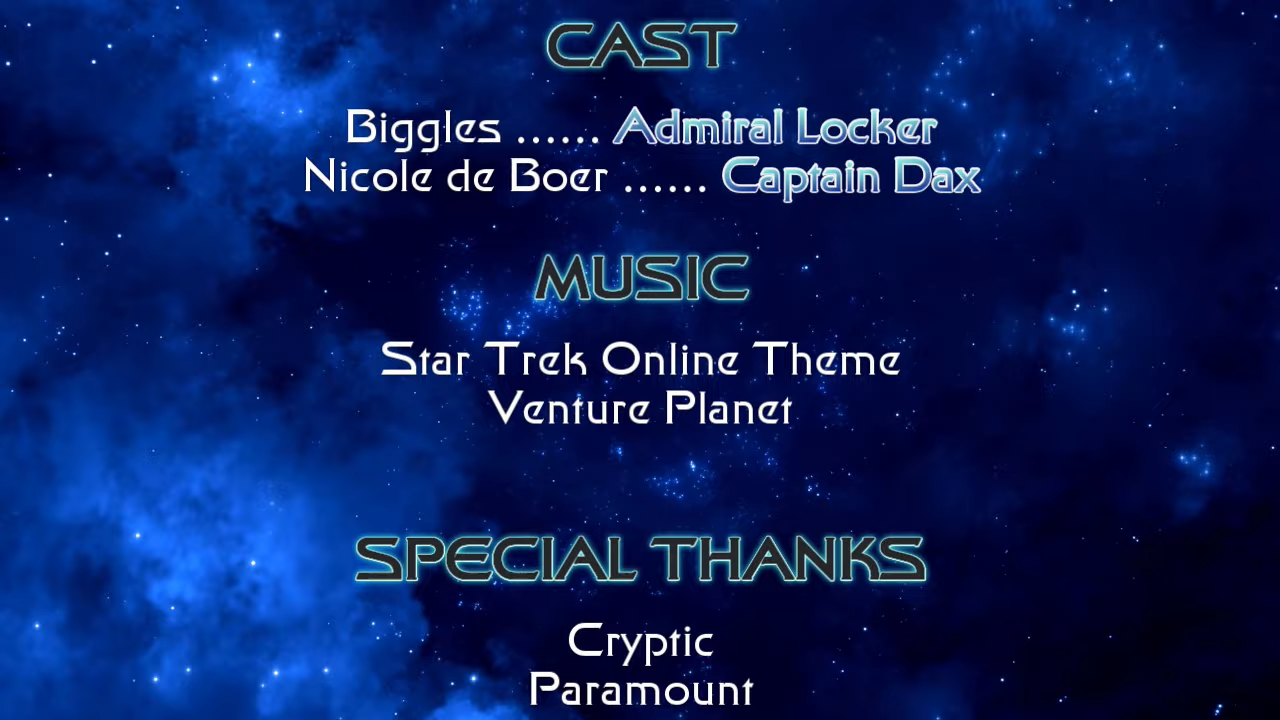 CAST
Biggles ...... Admiral Locker
Nicole de Boer ...... Captain Dax
MUSIC
Star Trek Online Theme
Venture Planet
SPECIAL THANKS
Cryptic
Paramount